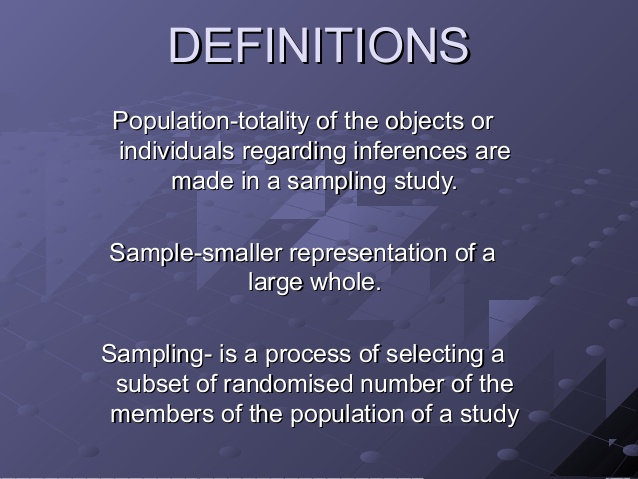 DEFINITIONS
Population-totality of the objects or
individuals regarding inferences are
made in a sampling study.
Sample-smaller representation of a
large whole.
Sampling- is a process of selecting a
subset of randomised number of the
members of the population of a study